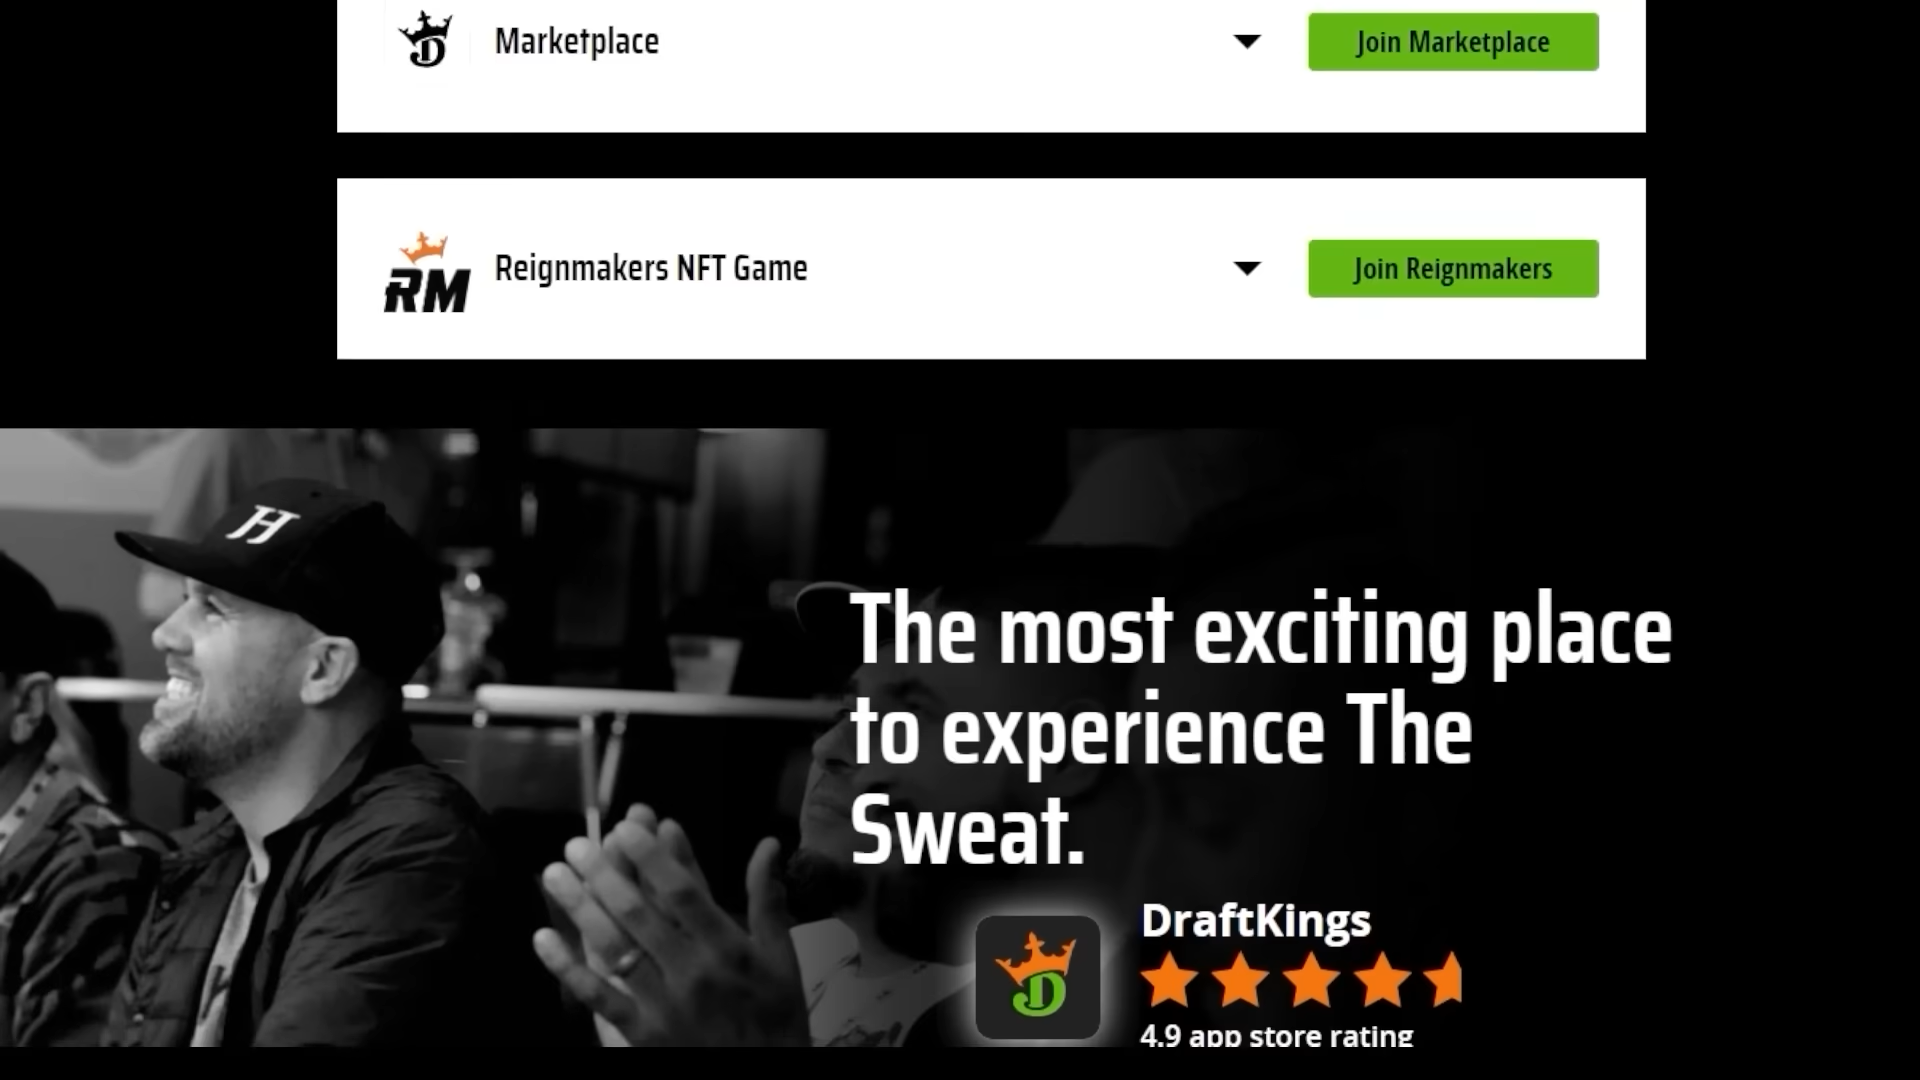 Marketplace
Join Marketplace
RM
Reignmakers NFT Game
Join Reignmakers
H
The most exciting place
to experience The
Sweat.
D
DraftKings
4.9 app store rating